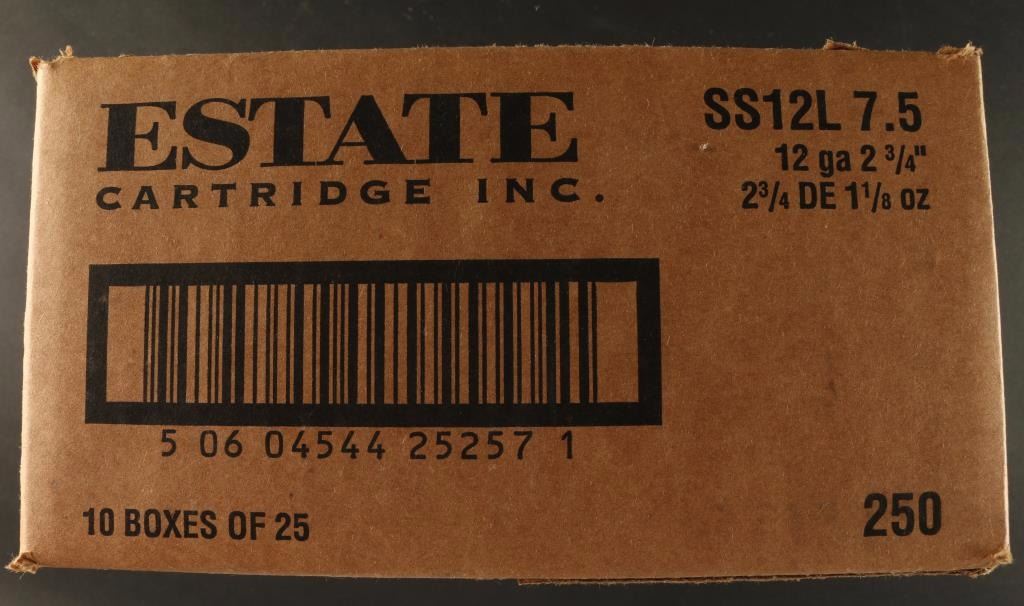 ESTATE
CARTRIDGE INC.
SS12L 7.5
12 ga 2 3/4"
2 3/4 DE 1 1/8 oz
5 06 04544 25257 1
10 BOXES OF 25
250